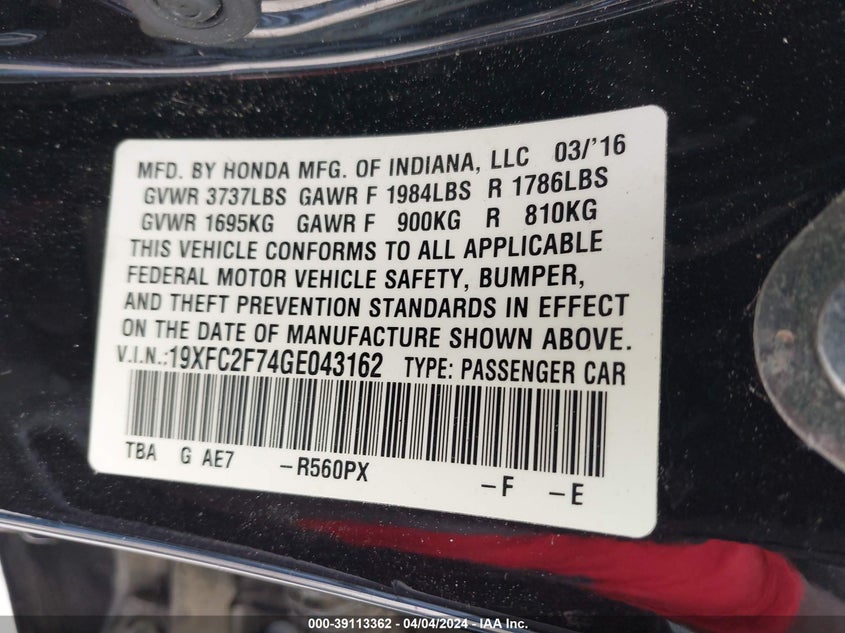 MFD. BY HONDA MFG. OF INDIANA, LLC 03/'16
GVWR 3737LBS GAWR F 1984LBS R 1786LBS
GVWR 1695KG GAWR F 900KG R 810KG
THIS VEHICLE CONFORMS TO ALL APPLICABLE
FEDERAL MOTOR VEHICLE SAFETY, BUMPER,
AND THEFT PREVENTION STANDARDS IN EFFECT
ON THE DATE OF MANUFACTURE SHOWN ABOVE.
V.I.N.:19XFC2F74GE043162 TYPE: PASSENGER CAR
TBA G AE7 –R560PX –F –E
000-39113362 - 04/04/2024 - IAA Inc.